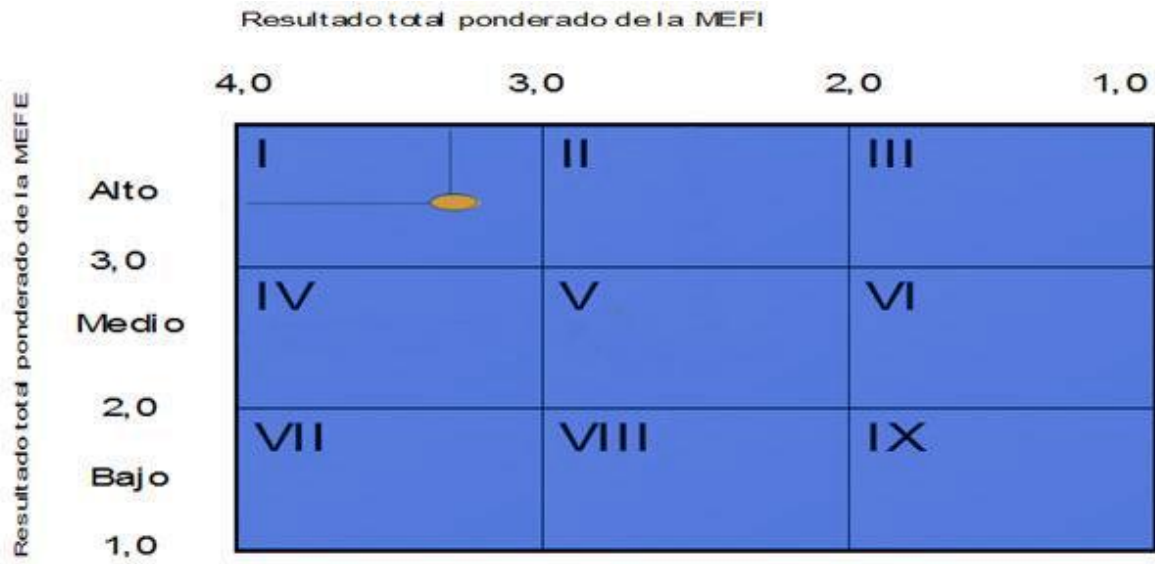 Resultado total ponderado de la MEFI
4,0 3,0 2,0 1,0
Resultado total ponderado de la MEFE
Alto
I II III
3,0
Medio
IV V VI
2,0
Bajo
VII VIII IX
1,0